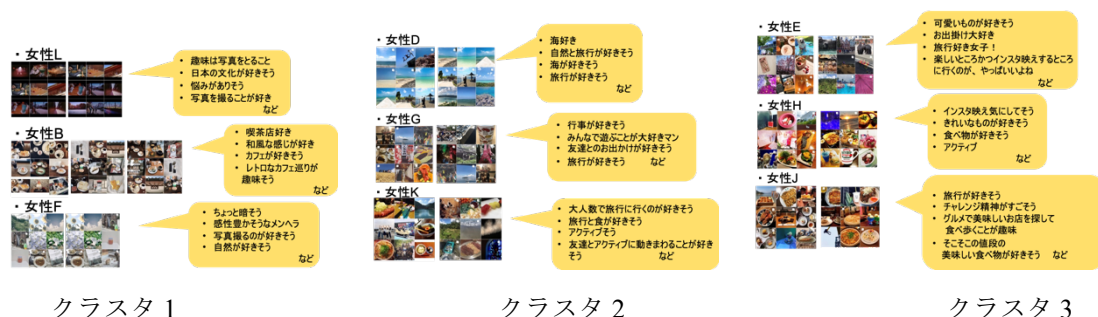 ・女性L
・趣味は写真をとること
・日本の文化が好きそう
・悩みがありそう
・写真を撮ることが好き
など
・女性B
・喫茶店好き
・和風な感じが好き
・カフェが好きそう
・レトロなカフェ巡りが
趣味そう
など
・女性F
・ちょっと暗そう
・感性豊かそうなメンヘラ
・写真撮るのが好きそう
・自然が好きそう
など
クラスタ 1
・女性D
・海好き
・自然と旅行が好きそう
・海が好きそう
・旅行が好きそう
など
・女性G
・行事が好きそう
・みんなで遊ぶことが大好きマン
・友達とのお出かけが好きそう
・旅行が好きそう など
・女性K
・大人数で旅行に行くのが好きそう
・旅行と食が好きそう
・アクティブそう
・友達とアクティブに動きまわることが好き
そう など
クラスタ 2
・女性E
・可愛いものが好きそう
・お出掛け大好き
・旅行好き女子！
・楽しいところかつインスタ映えするところ
に行くのが、やっぱいいよね
など
・女性H
・インスタ映え気にしてそう
・きれいなものが好きそう
・食べ物が好きそう
・アクティブ
など
・女性J
・旅行が好きそう
・チャレンジ精神がすごそう
・グルメで美味しいお店を探して
食べ歩くことが趣味
・そこそこの値段の
美味しい食べ物が好きそう など
クラスタ 3